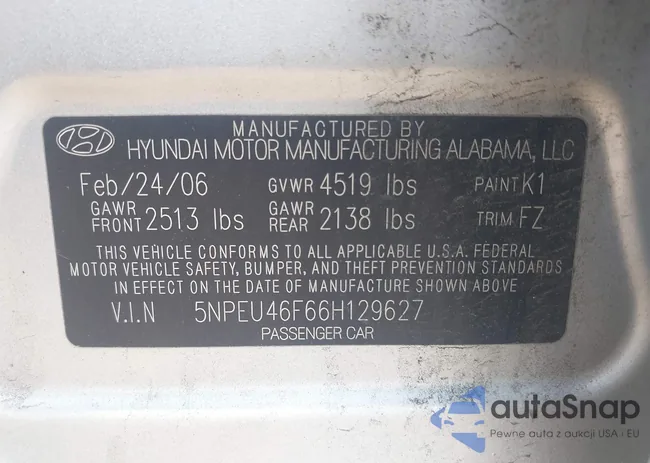 MANUFACTURED BY
HYUNDAI MOTOR MANUFACTURING ALABAMA, LLC
Feb/24/06 GVWR 4519 lbs PAINT K1
GAWR FRONT 2513 lbs GAWR REAR 2138 lbs TRIM FZ
THIS VEHICLE CONFORMS TO ALL APPLICABLE U.S.A. FEDERAL
MOTOR VEHICLE SAFETY, BUMPER, AND THEFT PREVENTION STANDARDS
IN EFFECT ON THE DATE OF MANUFACTURE SHOWN ABOVE.
V.I.N 5NPEU46F66H129627
PASSENGER CAR
autaSnap
Pewne auta z aukcji USA i EU